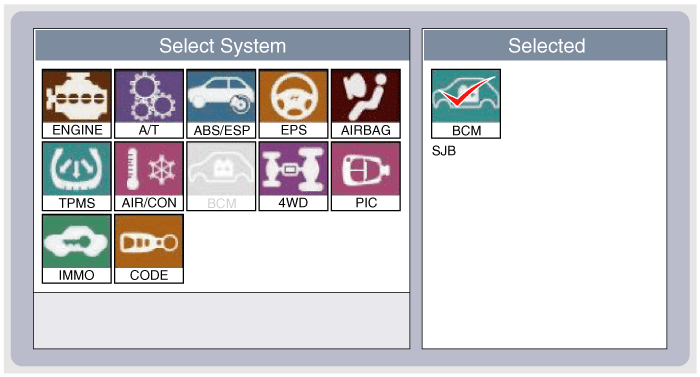 Select System
Selected
ENGINE
A/T
ABS/ESP
EPS
AIRBAG
BCM
SJB
TPMS
AIR/CON
BCM
4WD
PIC
IMMO
CODE